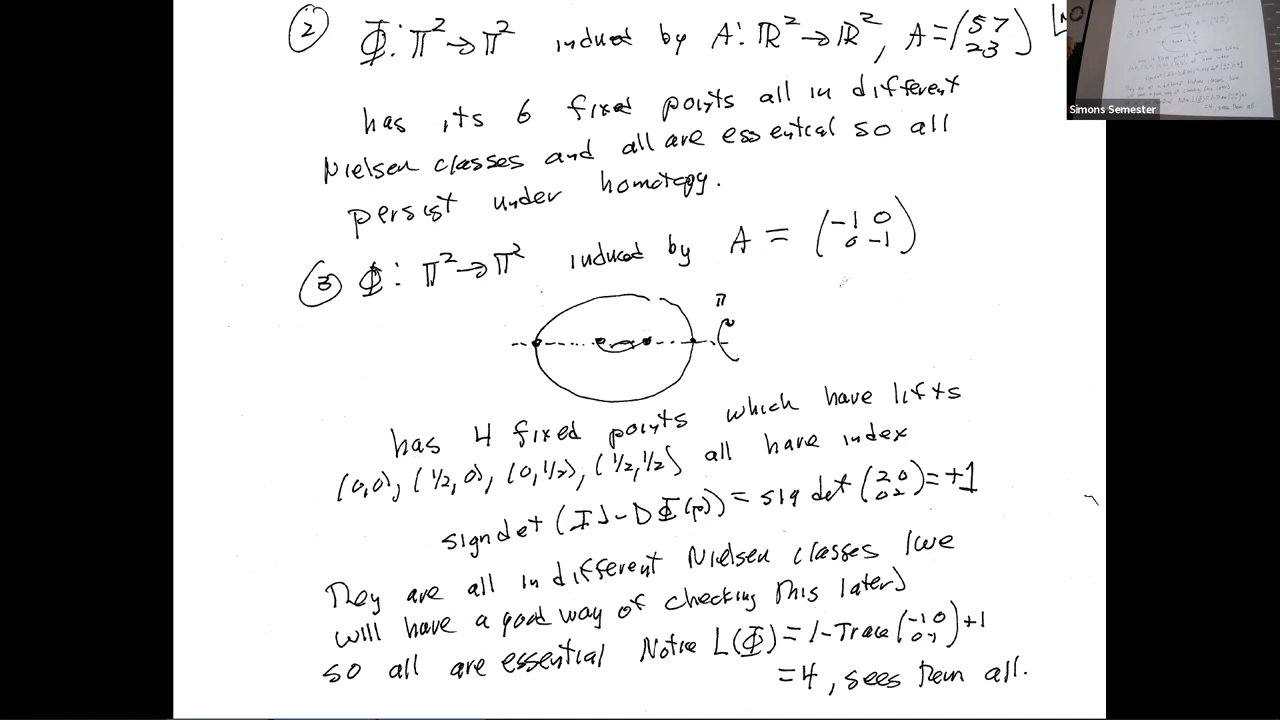 ② Φ: 𝕋² → 𝕋² induced by A: ℝ² → ℝ², A = (5 7
2 3)
has its 6 fixed points all in different
Nielsen classes and all are essential so all
persist under homotopy.
③ Φ: 𝕋² → 𝕋² induced by A = (-1 0
0 -1)
π
has 4 fixed points which have lifts
(0,0), (1/2, 0), (0, 1/2), (1/2, 1/2) all have index
sign det (Id - DΦ(p)) = sig det (2 0
0 2) = +1
They are all in different Nielsen classes (we
will have a good way of checking this later)
so all are essential Notice L(Φ) = 1 - Trace (-1 0
0 -1) + 1
= 4, sees them all.
Simons Semester